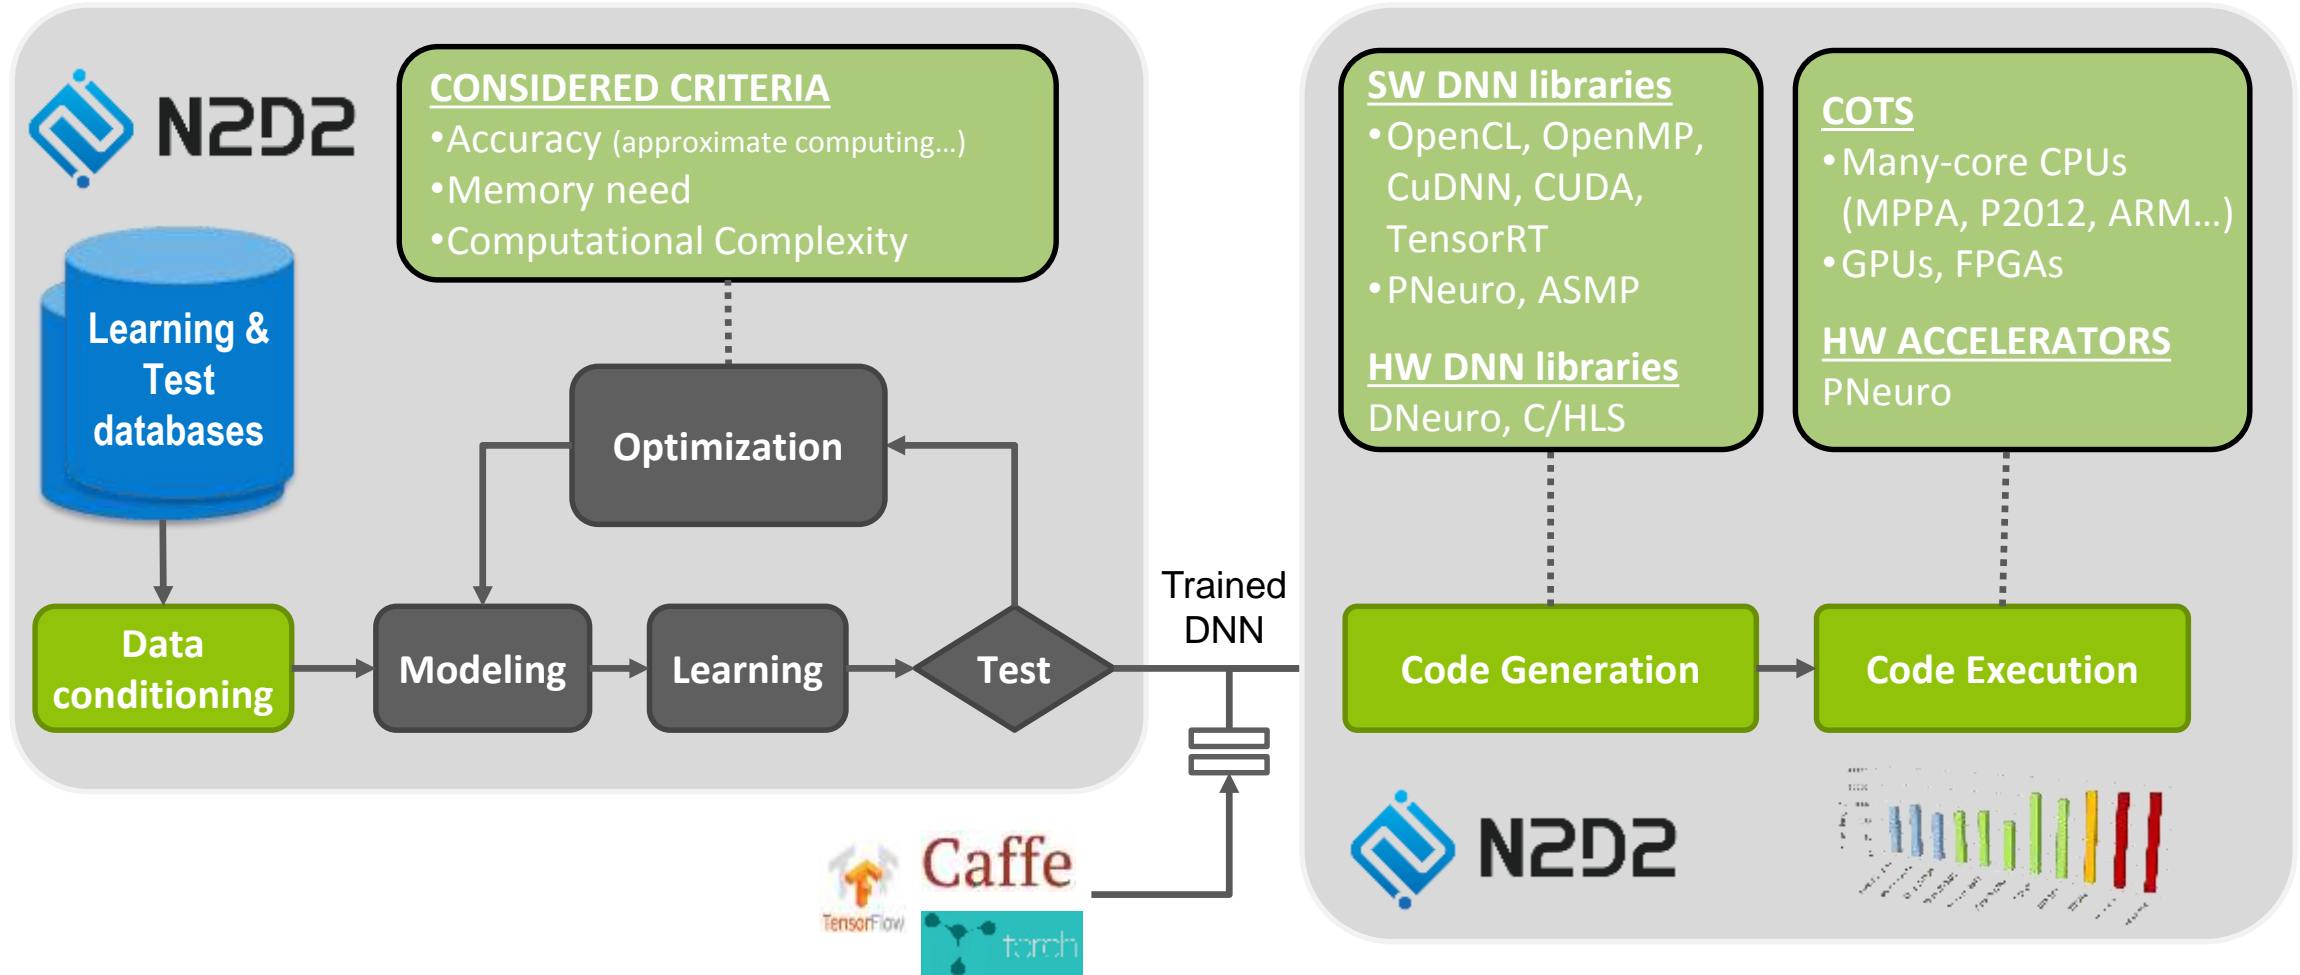 N2D2
CONSIDERED CRITERIA
•Accuracy (approximate computing...)
•Memory need
•Computational Complexity
Learning &
Test
databases
Optimization
Data
conditioning
Modeling
Learning
Test
Trained
DNN
TensorFlow
Caffe
torch
SW DNN libraries
•OpenCL, OpenMP,
CuDNN, CUDA,
TensorRT
•PNeuro, ASMP
HW DNN libraries
DNeuro, C/HLS
COTS
•Many-core CPUs
(MPPA, P2012, ARM...)
•GPUs, FPGAs
HW ACCELERATORS
PNeuro
Code Generation
Code Execution
N2D2